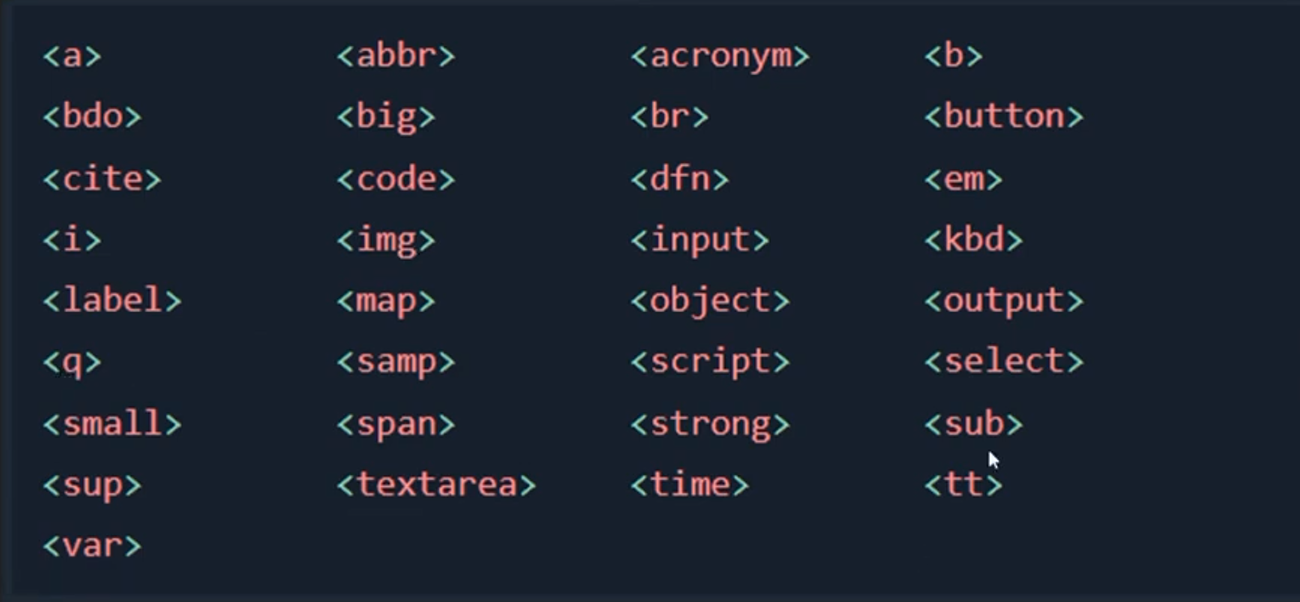 <a> <abbr> <acronym> <b>
<bdo> <big> <br> <button>
<cite> <code> <dfn> <em>
<i> <img> <input> <kbd>
<label> <map> <object> <output>
<q> <samp> <script> <select>
<small> <span> <strong> <sub>
<sup> <textarea> <time> <tt>
<var>